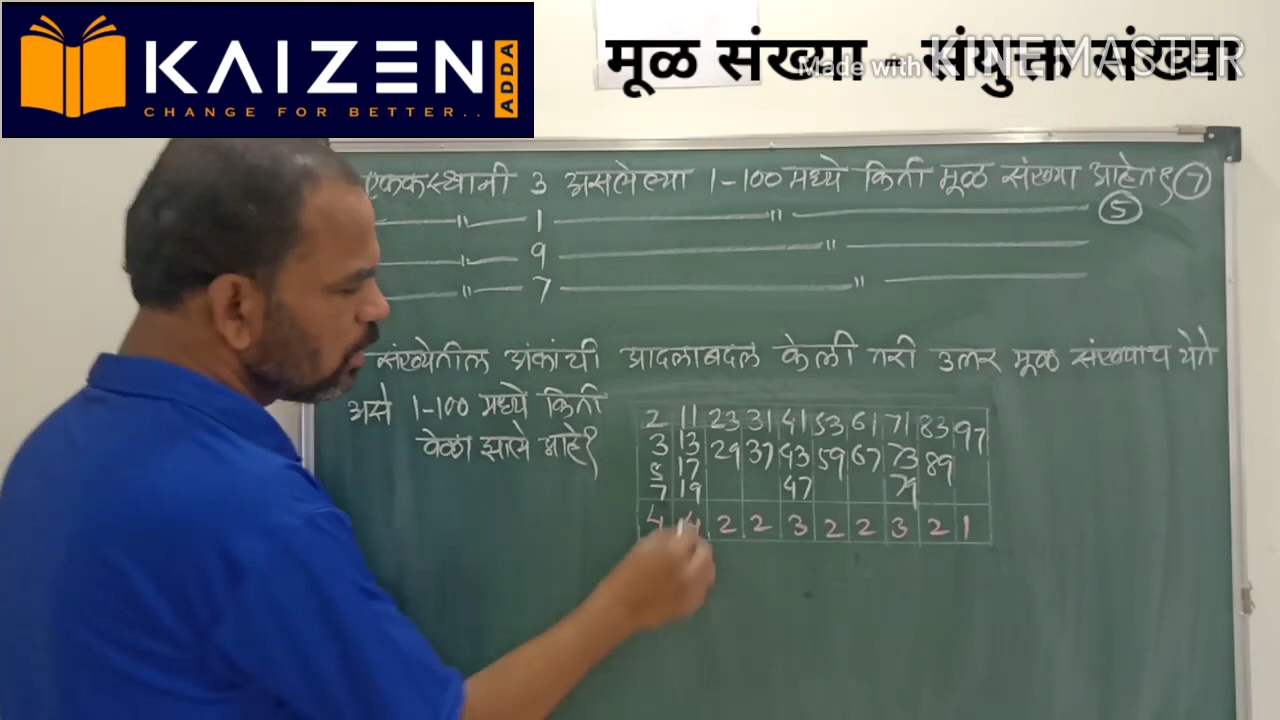 KAIZEN ADDA
CHANGE FOR BETTER..
मूळ संख्या - संयुक्त संख्या
Made with KINEMASTER
एककस्थानी 3 असलेल्या 1-100 मध्ये किती मूळ संख्या आहेत? 7
〃 1 〃 5
〃 9 〃
〃 7 〃
संख्येतील अंकांची आदलाबदल केली तरी उत्तर मूळ संख्याच येते
असे 1-100 मध्ये किती
वेळा झाले आहे?
2 11 23 31 41 53 61 71 83 97
3 13 29 37 43 59 67 73 89
5 17 47 79
7 19
4 4 2 2 3 2 2 3 2 1